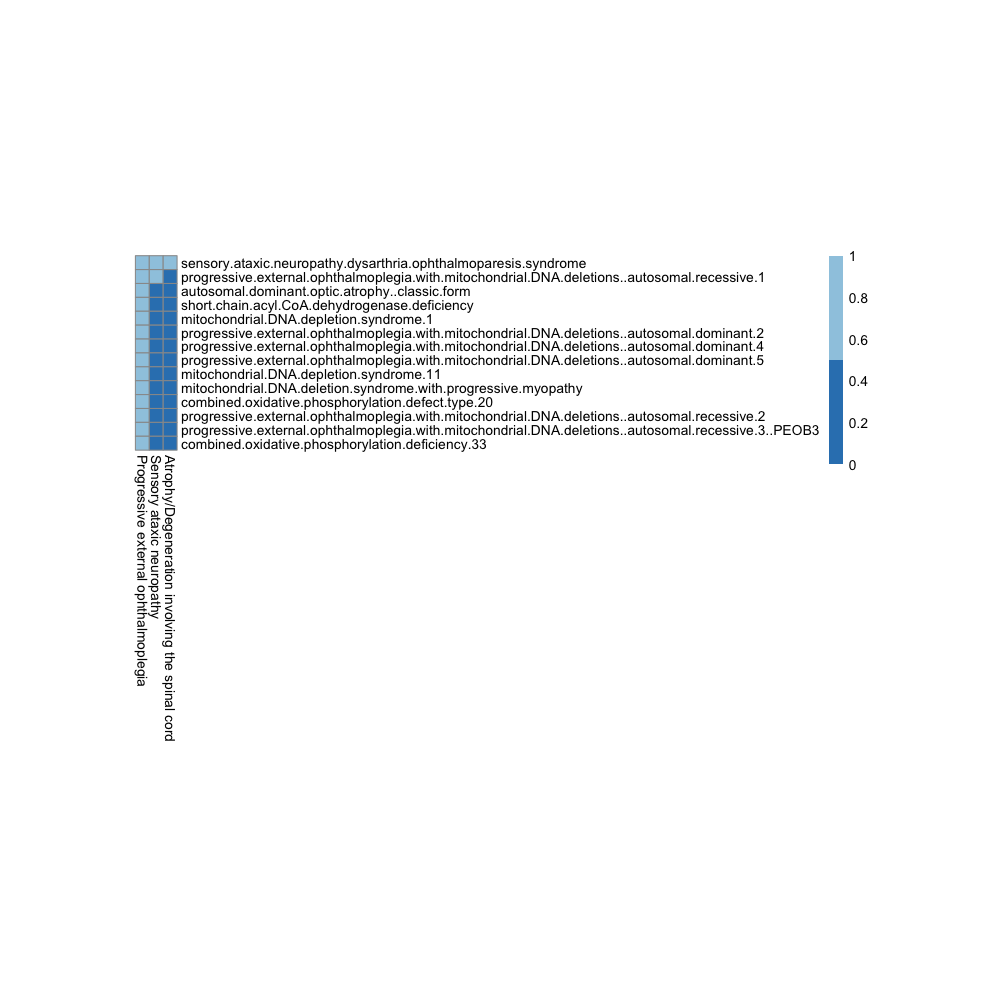 sensory.ataxic.neuropathy.dysarthria.ophthalmoparesis.syndrome
progressive.external.ophthalmoplegia.with.mitochondrial.DNA.deletions..autosomal.recessive.1
autosomal.dominant.optic.atrophy..classic.form
short.chain.acyl.CoA.dehydrogenase.deficiency
mitochondrial.DNA.depletion.syndrome.1
progressive.external.ophthalmoplegia.with.mitochondrial.DNA.deletions..autosomal.dominant.2
progressive.external.ophthalmoplegia.with.mitochondrial.DNA.deletions..autosomal.dominant.4
progressive.external.ophthalmoplegia.with.mitochondrial.DNA.deletions..autosomal.dominant.5
mitochondrial.DNA.depletion.syndrome.11
mitochondrial.DNA.deletion.syndrome.with.progressive.myopathy
combined.oxidative.phosphorylation.defect.type.20
progressive.external.ophthalmoplegia.with.mitochondrial.DNA.deletions..autosomal.recessive.2
progressive.external.ophthalmoplegia.with.mitochondrial.DNA.deletions..autosomal.recessive.3..PEOB3
combined.oxidative.phosphorylation.deficiency.33
Progressive external ophthalmoplegia
Sensory ataxic neuropathy
Atrophy/Degeneration involving the spinal cord
1
0.8
0.6
0.4
0.2
0